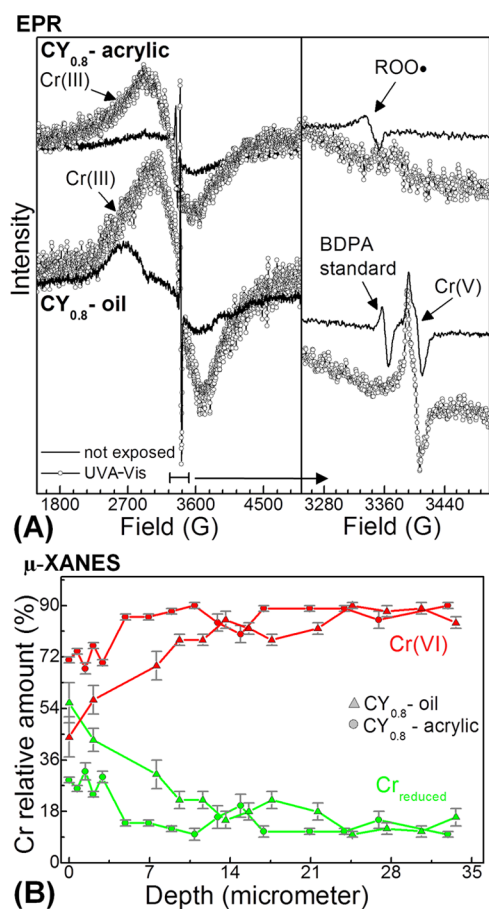 EPR
CY0.8- acrylic
Cr(III)
ROO•
Cr(III)
BDPA
standard
Cr(V)
CY0.8- oil
not exposed
UVA-Vis
Intensity
1800 2700 3600 4500 3280 3360 3440
(A) Field (G) Field (G)
μ-XANES
90
72
54
36
18
0
Cr(VI)
CY0.8- oil
CY0.8- acrylic
Cr reduced
Cr relative amount (%)
0 7 14 21 28 35
(B) Depth (micrometer)